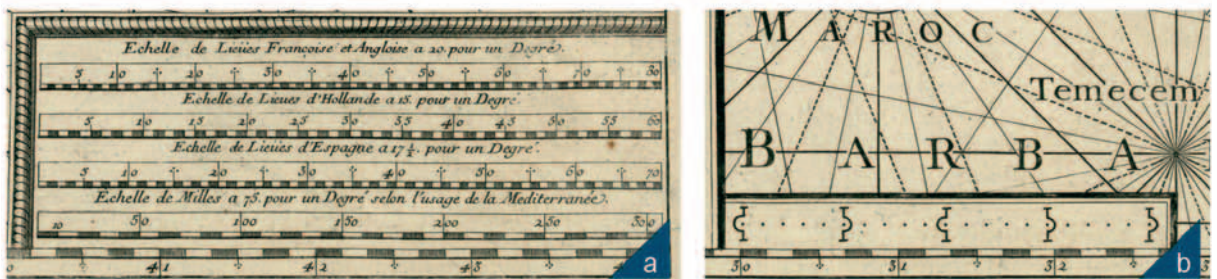 Echelle de Lieües Françoise et Angloise a 20. pour un Degré.
5 10 † 20 † 30 † 40 † 50 † 60 † 70 † 80
Echelle de Lieues d'Hollande a 15. pour un Degré.
5 10 15 20 25 30 35 40 45 50 55 60
Echelle de Lieües d'Espagne a 17 ½. pour un Degré.
5 10 † 20 † 30 † 40 † 50 † 60 † 70
Echelle de Milles a 75. pour un Degré selon l'usage de la Mediterranée.
10 50 100 150 200 250 300
41 42 43
a
MAROC
Temecem
BARBA
30 31 32
b